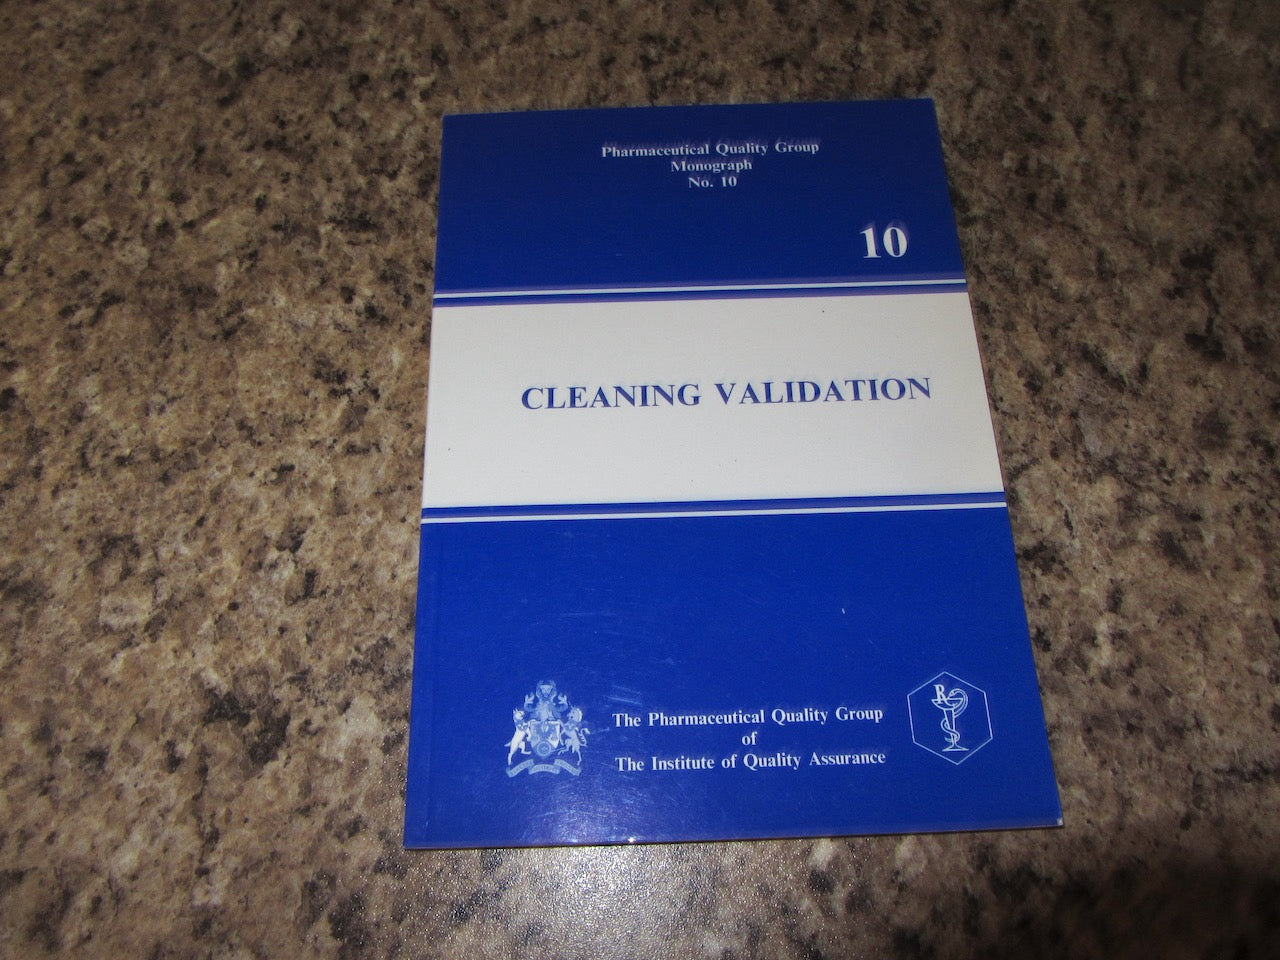 Pharmaceutical Quality Group
Monograph
No. 10
10
CLEANING VALIDATION
The Pharmaceutical Quality Group
of
The Institute of Quality Assurance
R